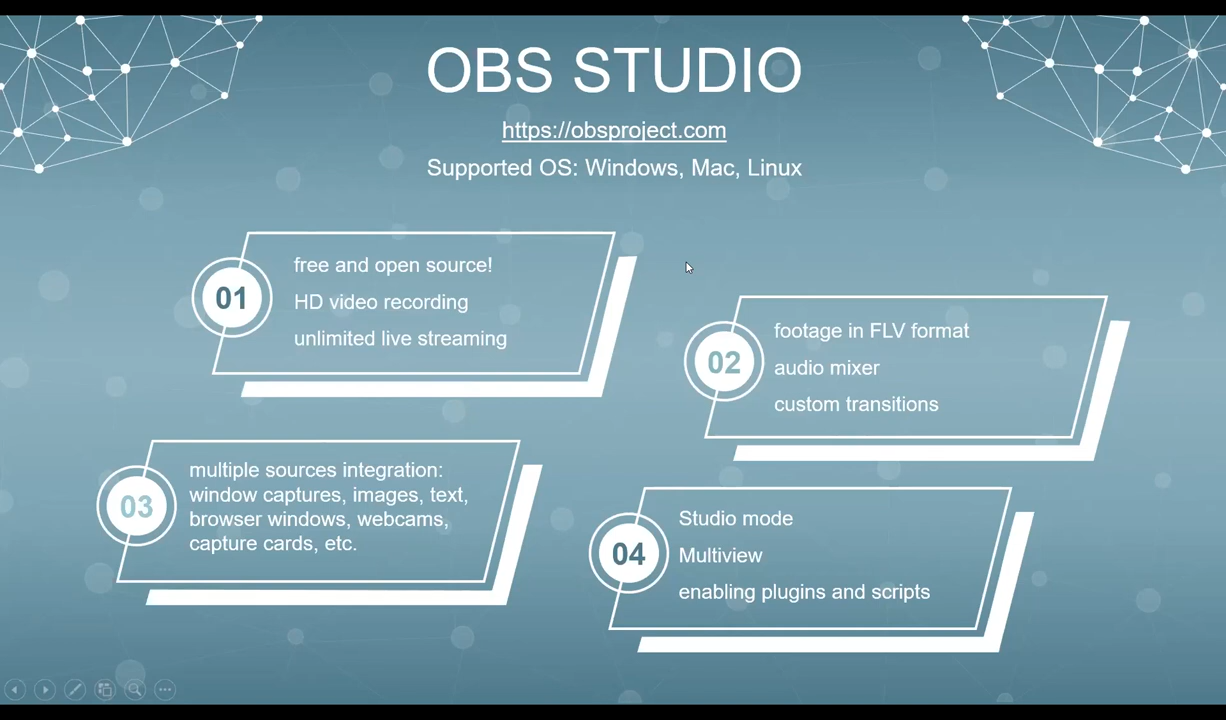 OBS STUDIO
https://obsproject.com
Supported OS: Windows, Mac, Linux
01
free and open source!
HD video recording
unlimited live streaming
02
footage in FLV format
audio mixer
custom transitions
03
multiple sources integration:
window captures, images, text,
browser windows, webcams,
capture cards, etc.
04
Studio mode
Multiview
enabling plugins and scripts